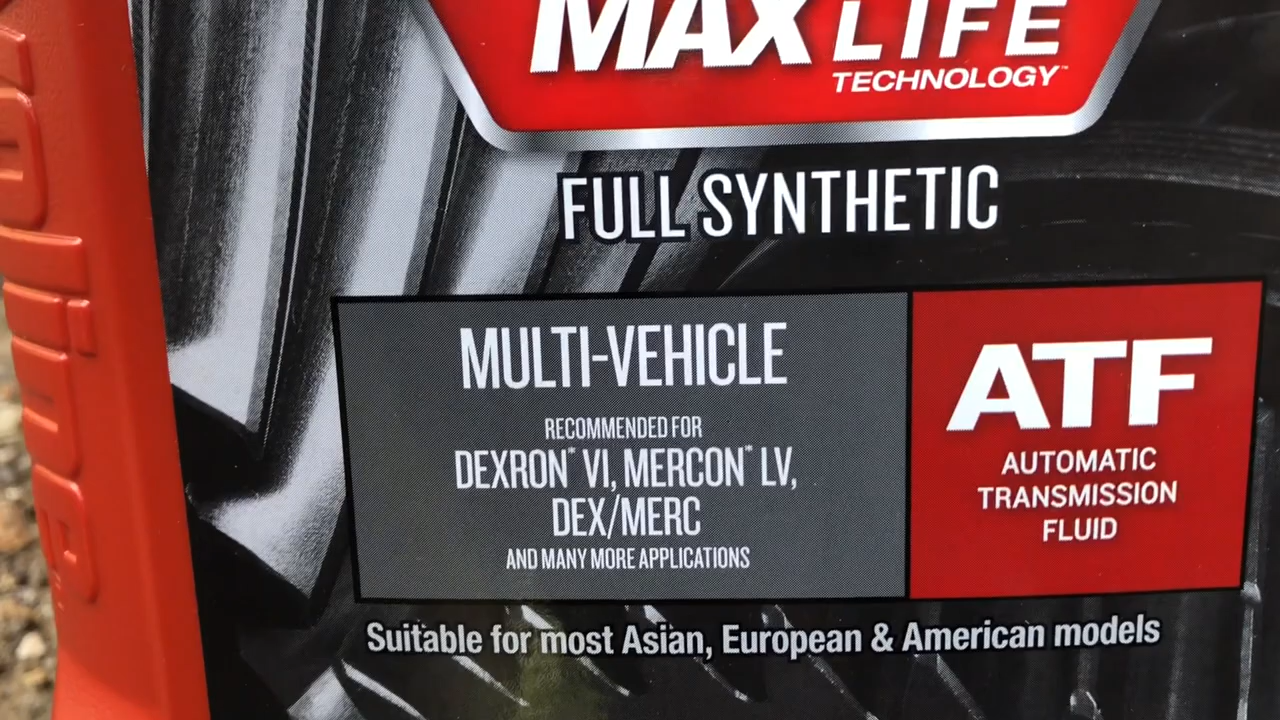 MAXLIFE
TECHNOLOGY™
FULL SYNTHETIC
MULTI-VEHICLE
RECOMMENDED FOR
DEXRON* VI, MERCON* LV,
DEX/MERC
AND MANY MORE APPLICATIONS
ATF
AUTOMATIC
TRANSMISSION
FLUID
Suitable for most Asian, European & American models